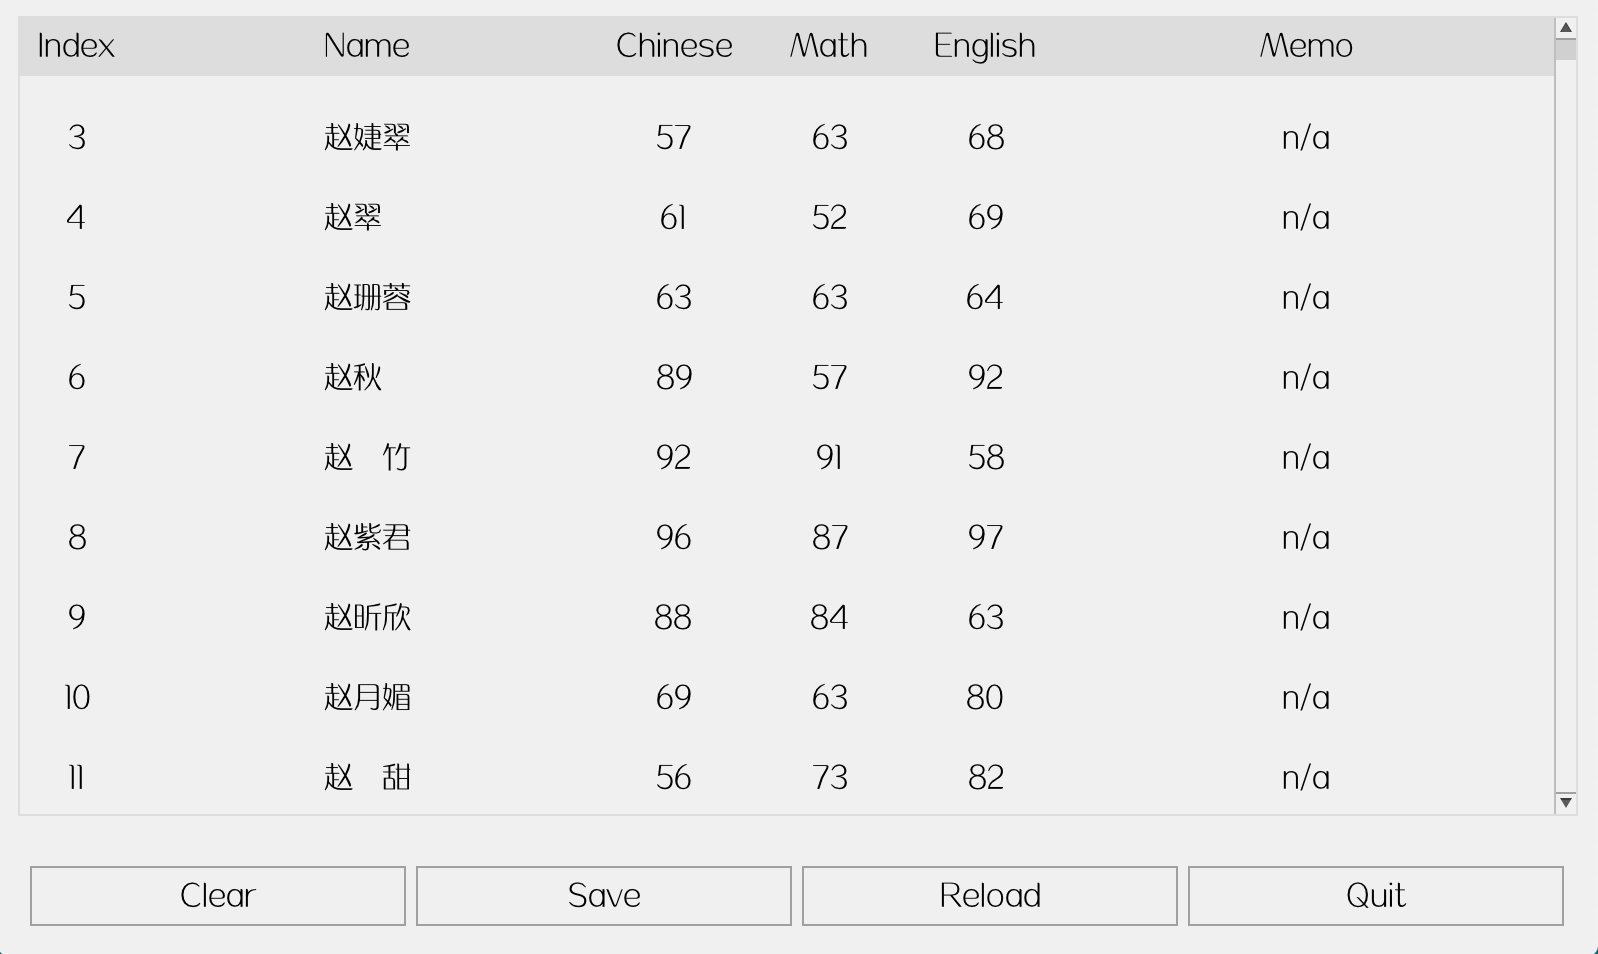 Index Name Chinese Math English Memo
3 赵婕翠 57 63 68 n/a
4 赵翠 61 52 69 n/a
5 赵珊蓉 63 63 64 n/a
6 赵秋 89 57 92 n/a
7 赵　竹 92 91 58 n/a
8 赵紫君 96 87 97 n/a
9 赵昕欣 88 84 63 n/a
10 赵月媚 69 63 80 n/a
11 赵　甜 56 73 82 n/a
Clear Save Reload Quit